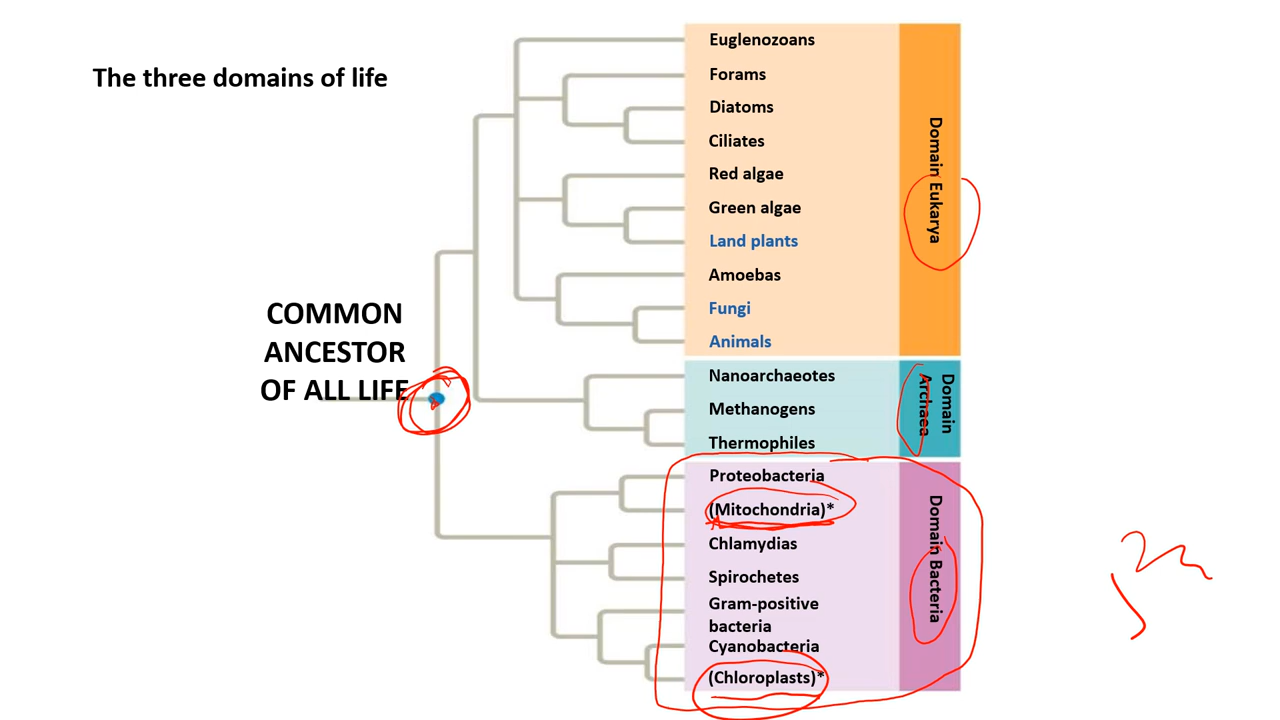 The three domains of life
COMMON
ANCESTOR
OF ALL LIFE
Euglenozoans
Forams
Diatoms
Ciliates
Red algae
Green algae
Land plants
Amoebas
Fungi
Animals
Domain Eukarya
Nanoarchaeotes
Methanogens
Thermophiles
Domain
Archaea
Proteobacteria
(Mitochondria)*
Chlamydias
Spirochetes
Gram-positive
bacteria
Cyanobacteria
(Chloroplasts)*
Domain Bacteria